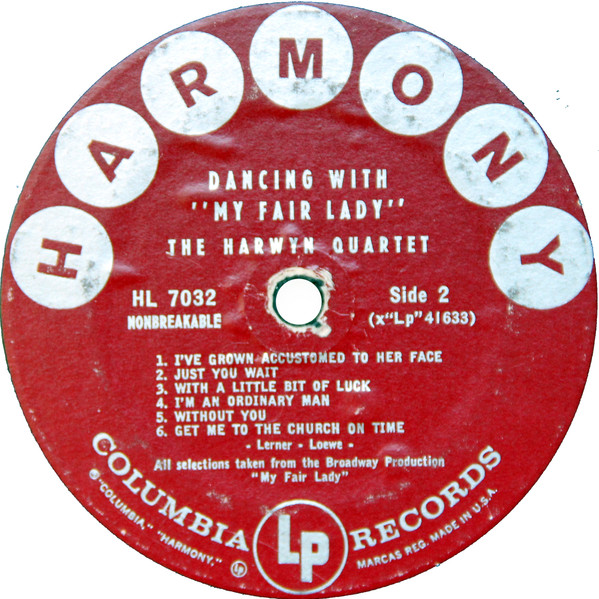 HARMONY
DANCING WITH
"MY FAIR LADY"
THE HARWYN QUARTET
HL 7032
NONBREAKABLE
Side 2
(x"Lp"41633)
1. I'VE GROWN ACCUSTOMED TO HER FACE
2. JUST YOU WAIT
3. WITH A LITTLE BIT OF LUCK
4. I'M AN ORDINARY MAN
5. WITHOUT YOU
6. GET ME TO THE CHURCH ON TIME
- Lerner - Loewe -
All selections taken from the Broadway Production
"My Fair Lady"
COLUMBIA LP RECORDS
® "COLUMBIA," "HARMONY," LP MARCAS REG. MADE IN U.S.A.